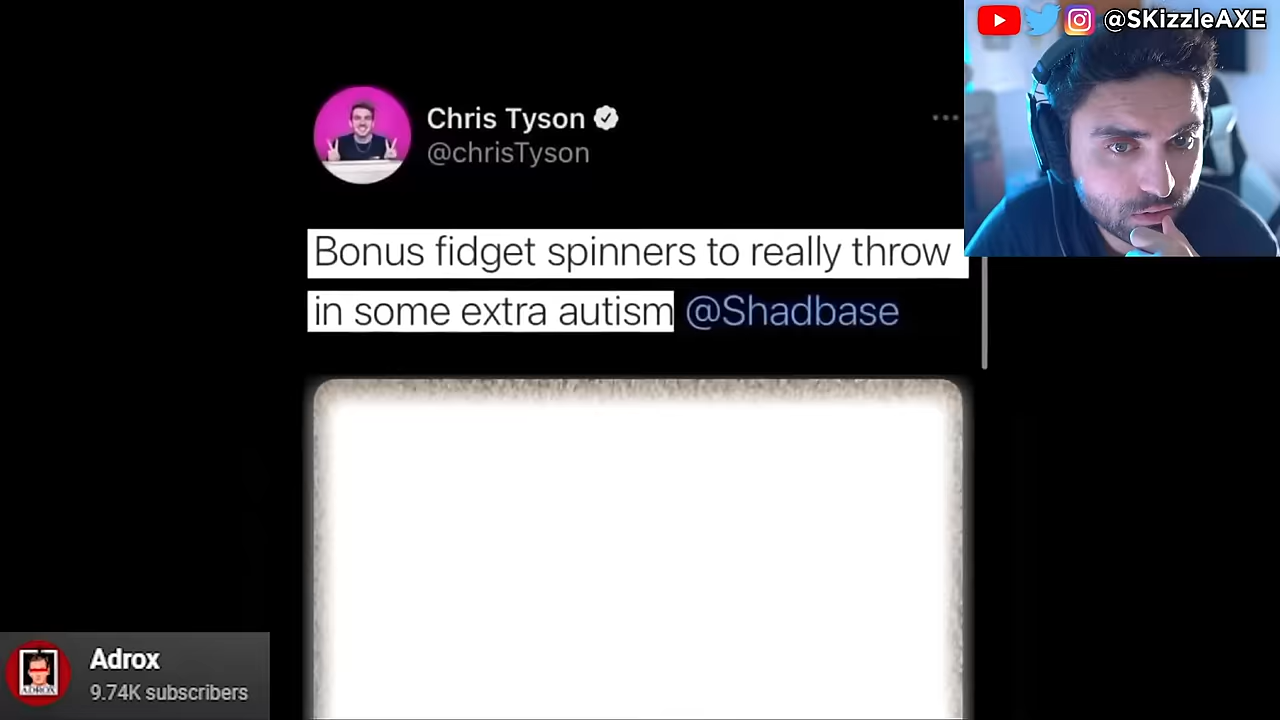 @SKizzleAXE
Chris Tyson
@chrisTyson
Bonus fidget spinners to really throw
in some extra autism @Shadbase
ADROX
Adrox
9.74K subscribers